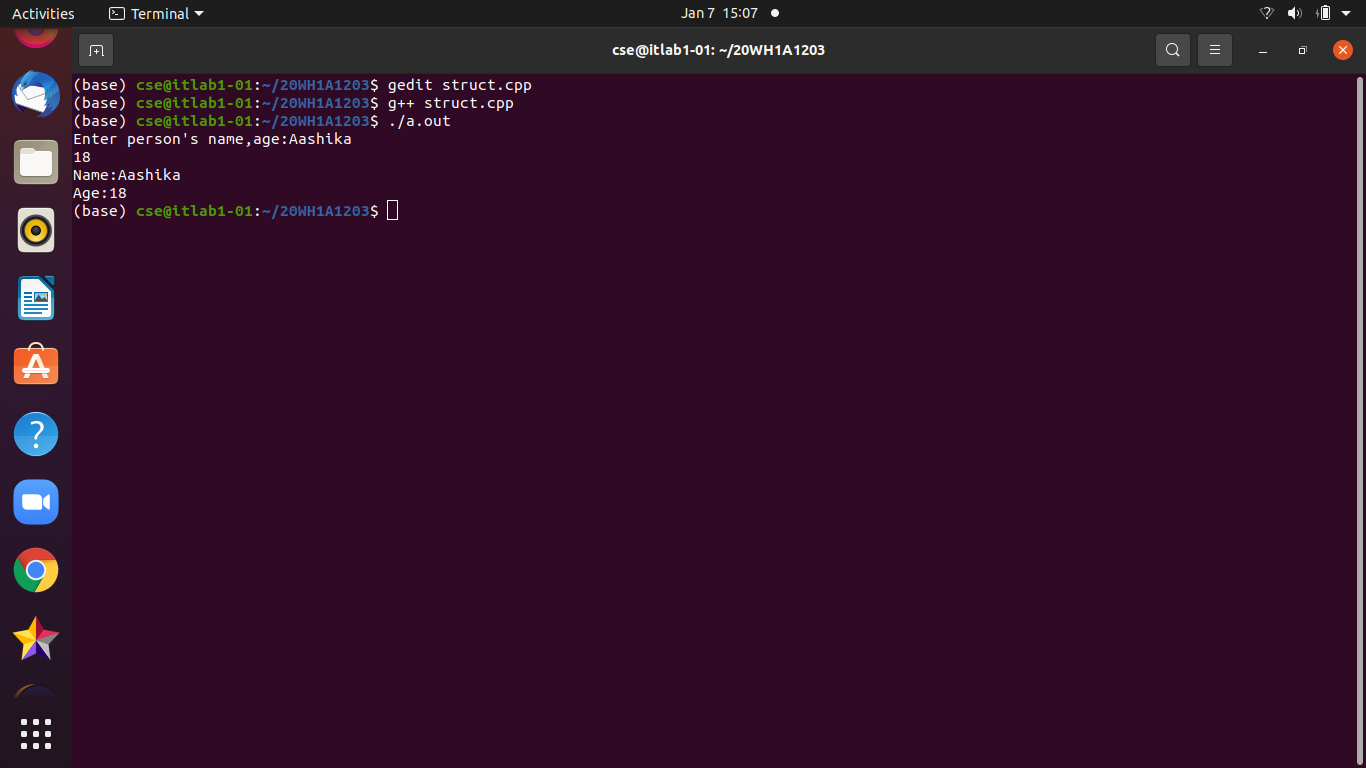 Activities
Terminal
Jan 7 15:07
cse@itlab1-01: ~/20WH1A1203
(base) cse@itlab1-01:~/20WH1A1203$ gedit struct.cpp
(base) cse@itlab1-01:~/20WH1A1203$ g++ struct.cpp
(base) cse@itlab1-01:~/20WH1A1203$ ./a.out
Enter person's name,age:Aashika
18
Name:Aashika
Age:18
(base) cse@itlab1-01:~/20WH1A1203$